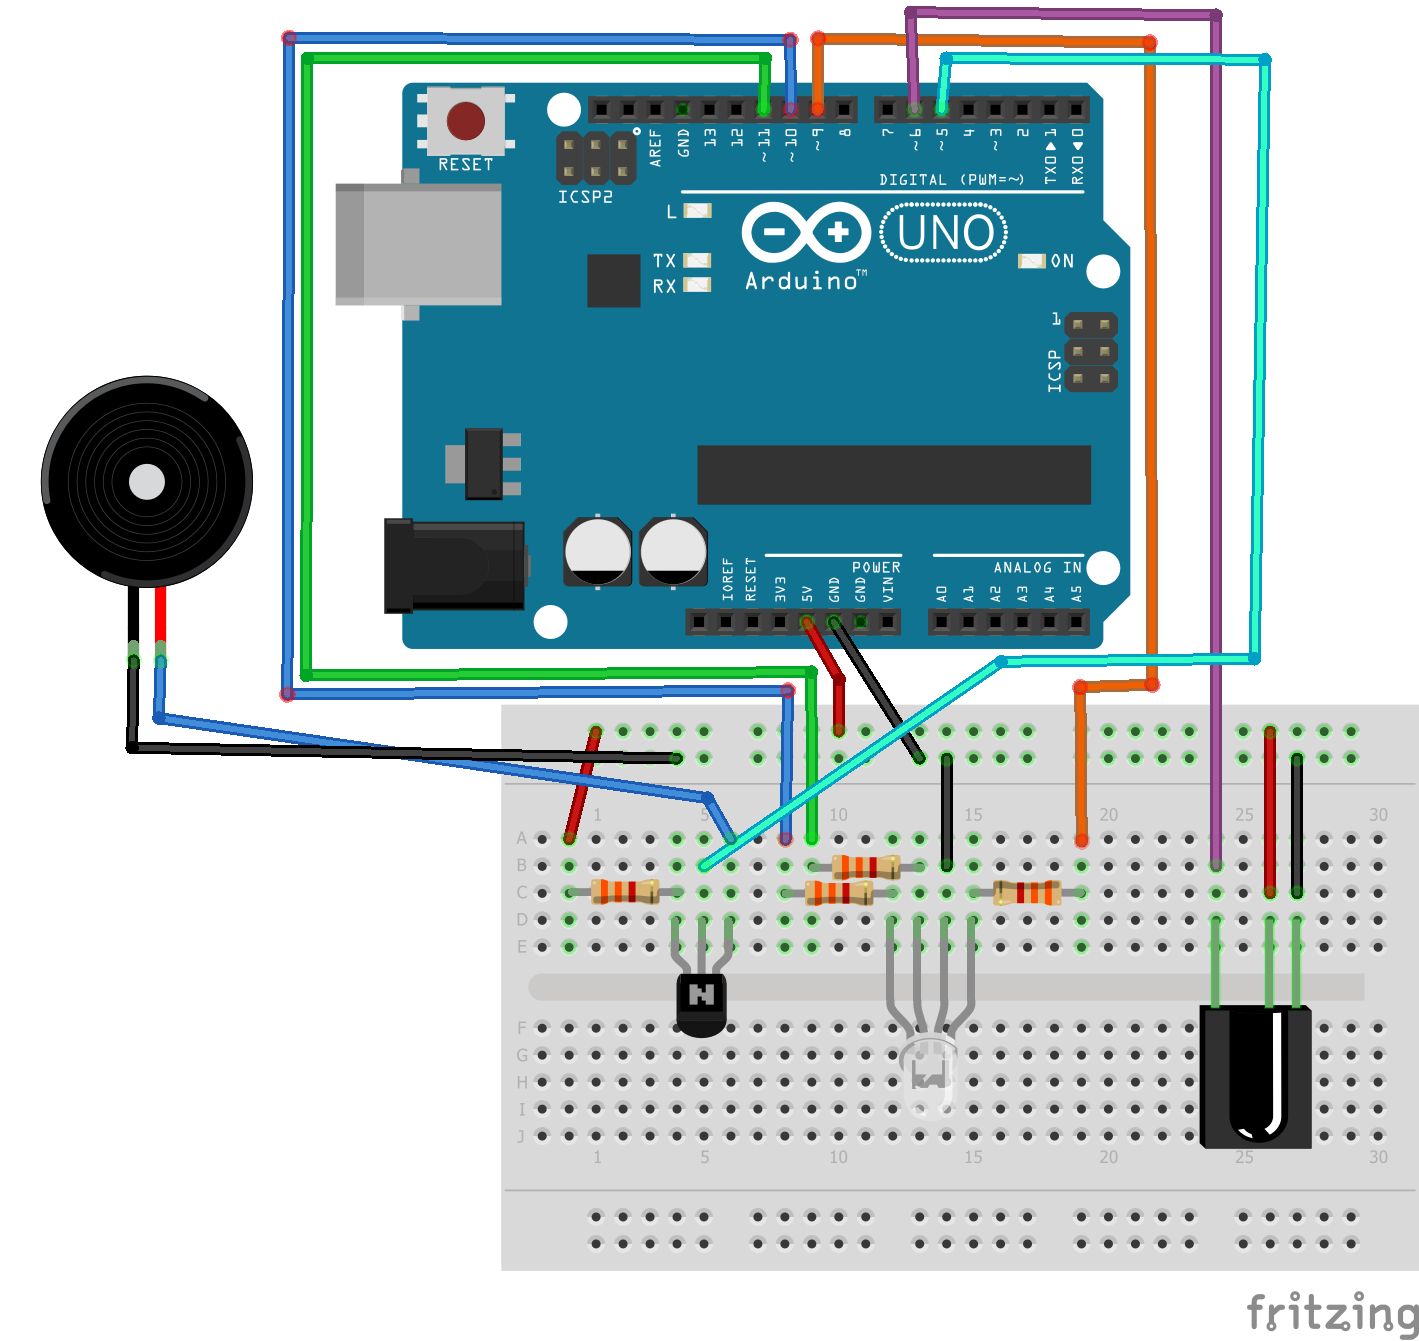 RESET
ICSP2
AREF
GND
13
12
~11
~10
~9
8
7
~6
~5
4
~3
2
TX0▶1
RX0◀0
DIGITAL (PWM=~)
L
TX
RX
Arduino™
UNO
ON
1
ICSP
IOREF
RESET
3V3
5V
GND
GND
VIN
POWER
ANALOG IN
A0
A1
A2
A3
A4
A5
1 5 10 15 20 25 30
A
B
C
D
E
N
F
G
H
I
J
1 5 10 15 20 25 30
fritzing